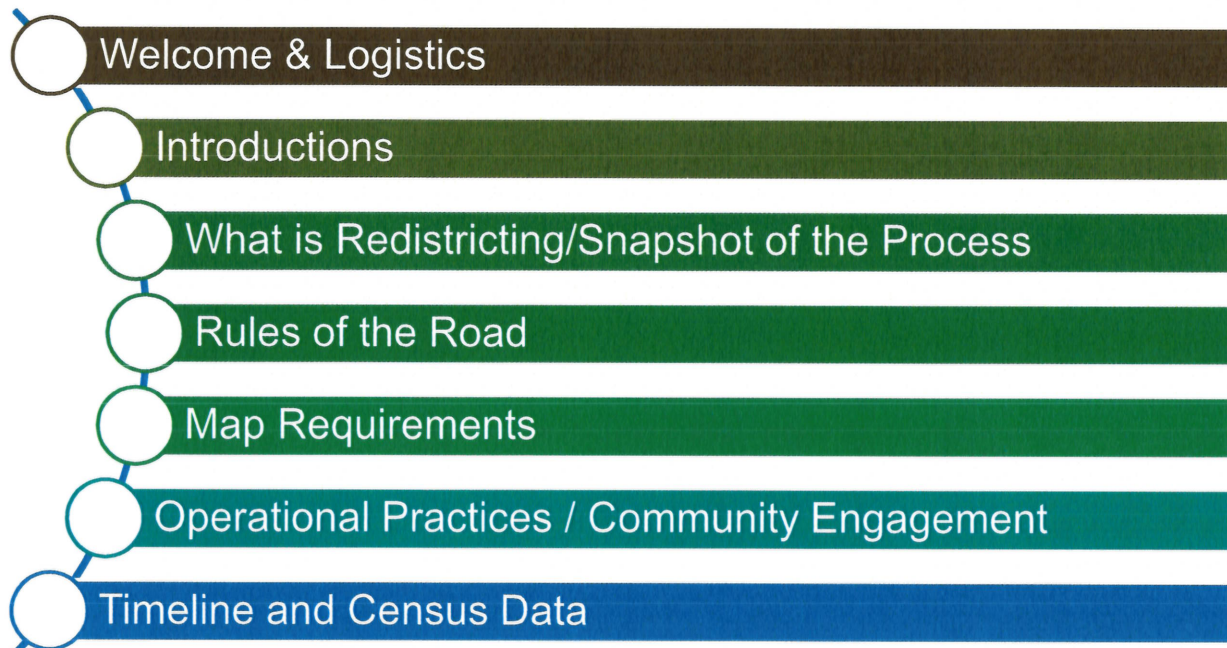 Welcome & Logistics
Introductions
What is Redistricting/Snapshot of the Process
Rules of the Road
Map Requirements
Operational Practices / Community Engagement
Timeline and Census Data